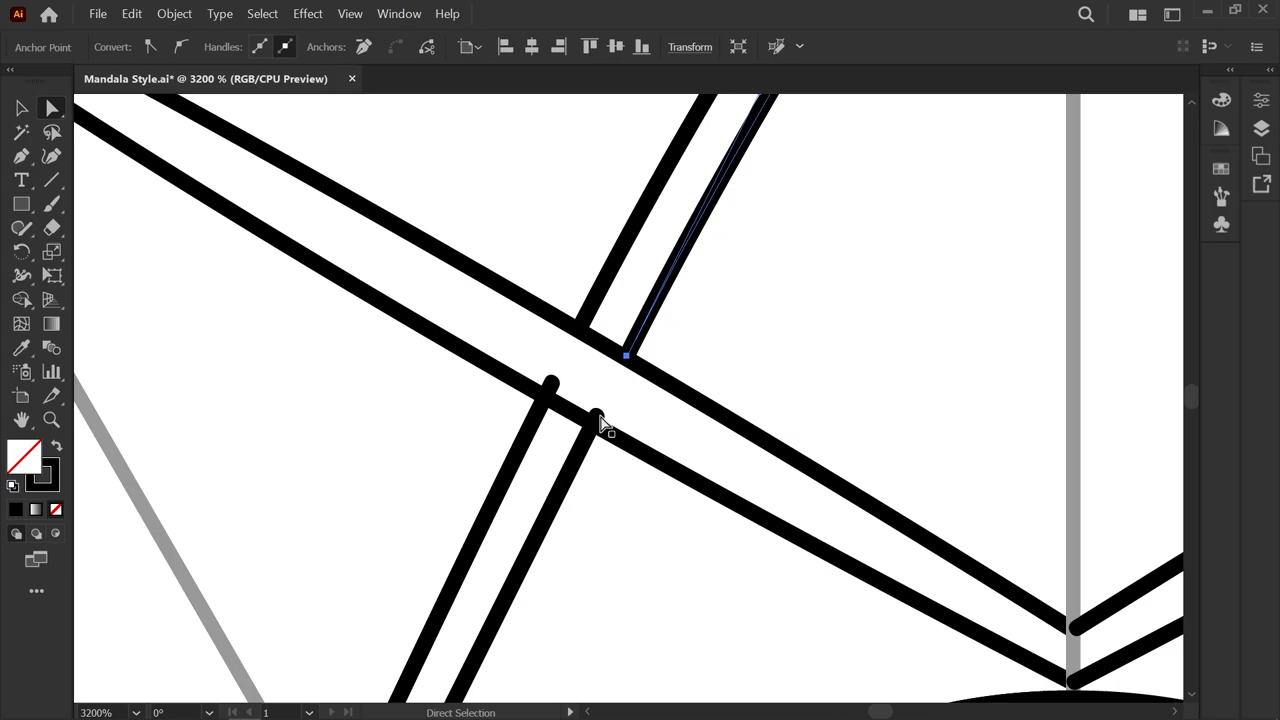 Ai File Edit Object Type Select Effect View Window Help
Anchor Point Convert: Handles: Anchors: Transform
Mandala Style.ai* @ 3200 % (RGB/CPU Preview)
T
3200% 0° 1 Direct Selection